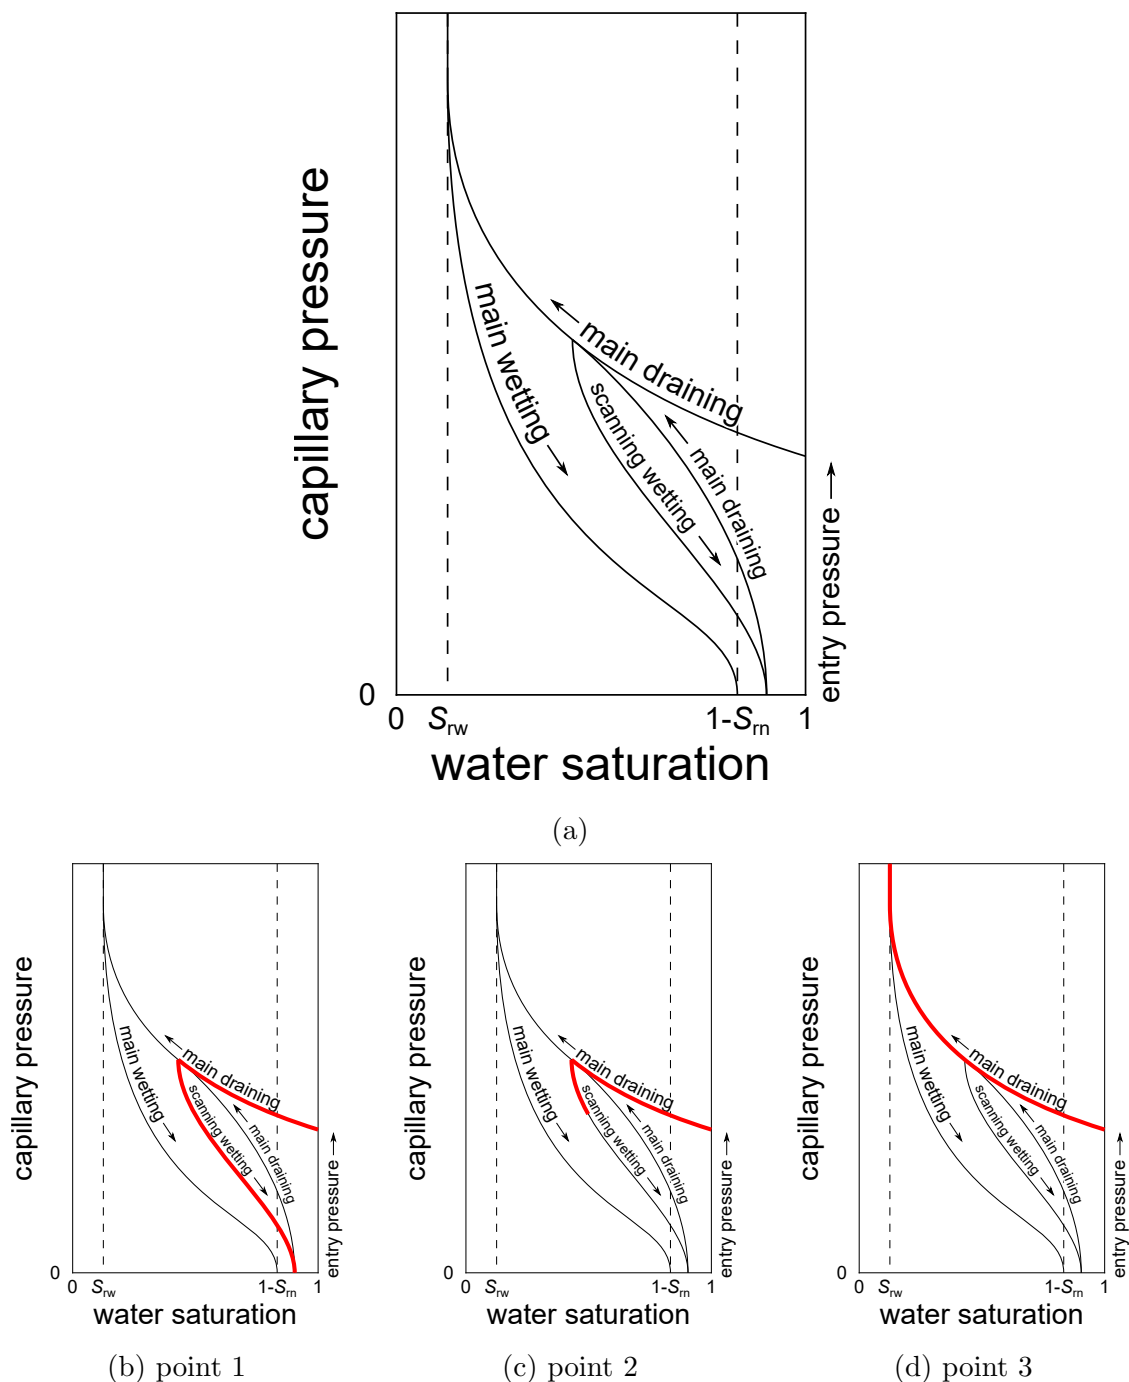 capillary pressure
main wetting
main draining
scanning wetting
main draining
entry pressure
0
0 Srw 1-Srn 1
water saturation
(a)
capillary pressure
main wetting
main draining
scanning wetting
main draining
entry pressure
0
0 Srw 1-Srn 1
water saturation
(b) point 1
capillary pressure
main wetting
main draining
scanning wetting
main draining
entry pressure
0
0 Srw 1-Srn 1
water saturation
(c) point 2
capillary pressure
main wetting
main draining
scanning wetting
main draining
entry pressure
0
0 Srw 1-Srn 1
water saturation
(d) point 3